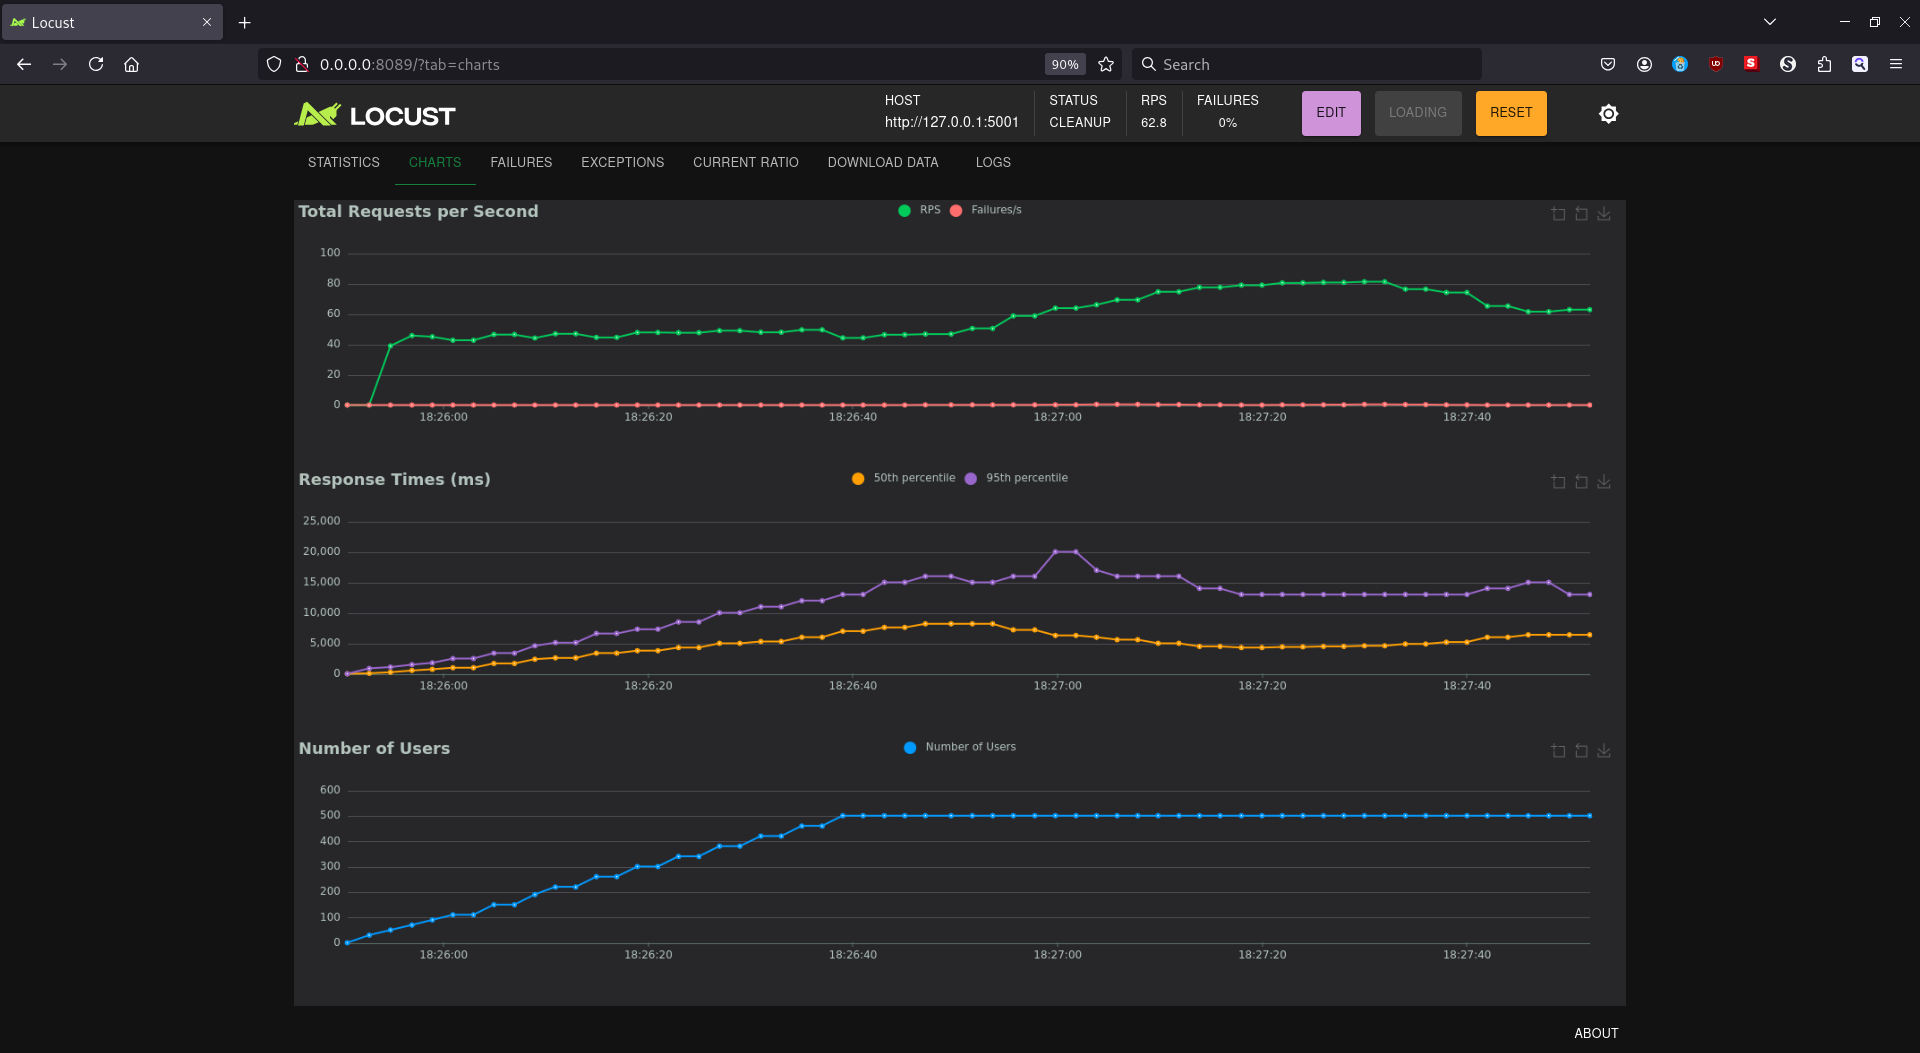 Locust
0.0.0.0:8089/?tab=charts
90%
Search
LOCUST
HOST
http://127.0.0.1:5001
STATUS
CLEANUP
RPS
62.8
FAILURES
0%
EDIT
LOADING
RESET
STATISTICS CHARTS FAILURES EXCEPTIONS CURRENT RATIO DOWNLOAD DATA LOGS
Total Requests per Second
RPS Failures/s
100
80
60
40
20
0
18:26:00 18:26:20 18:26:40 18:27:00 18:27:20 18:27:40
Response Times (ms)
50th percentile 95th percentile
25,000
20,000
15,000
10,000
5,000
0
18:26:00 18:26:20 18:26:40 18:27:00 18:27:20 18:27:40
Number of Users
Number of Users
600
500
400
300
200
100
0
18:26:00 18:26:20 18:26:40 18:27:00 18:27:20 18:27:40
ABOUT